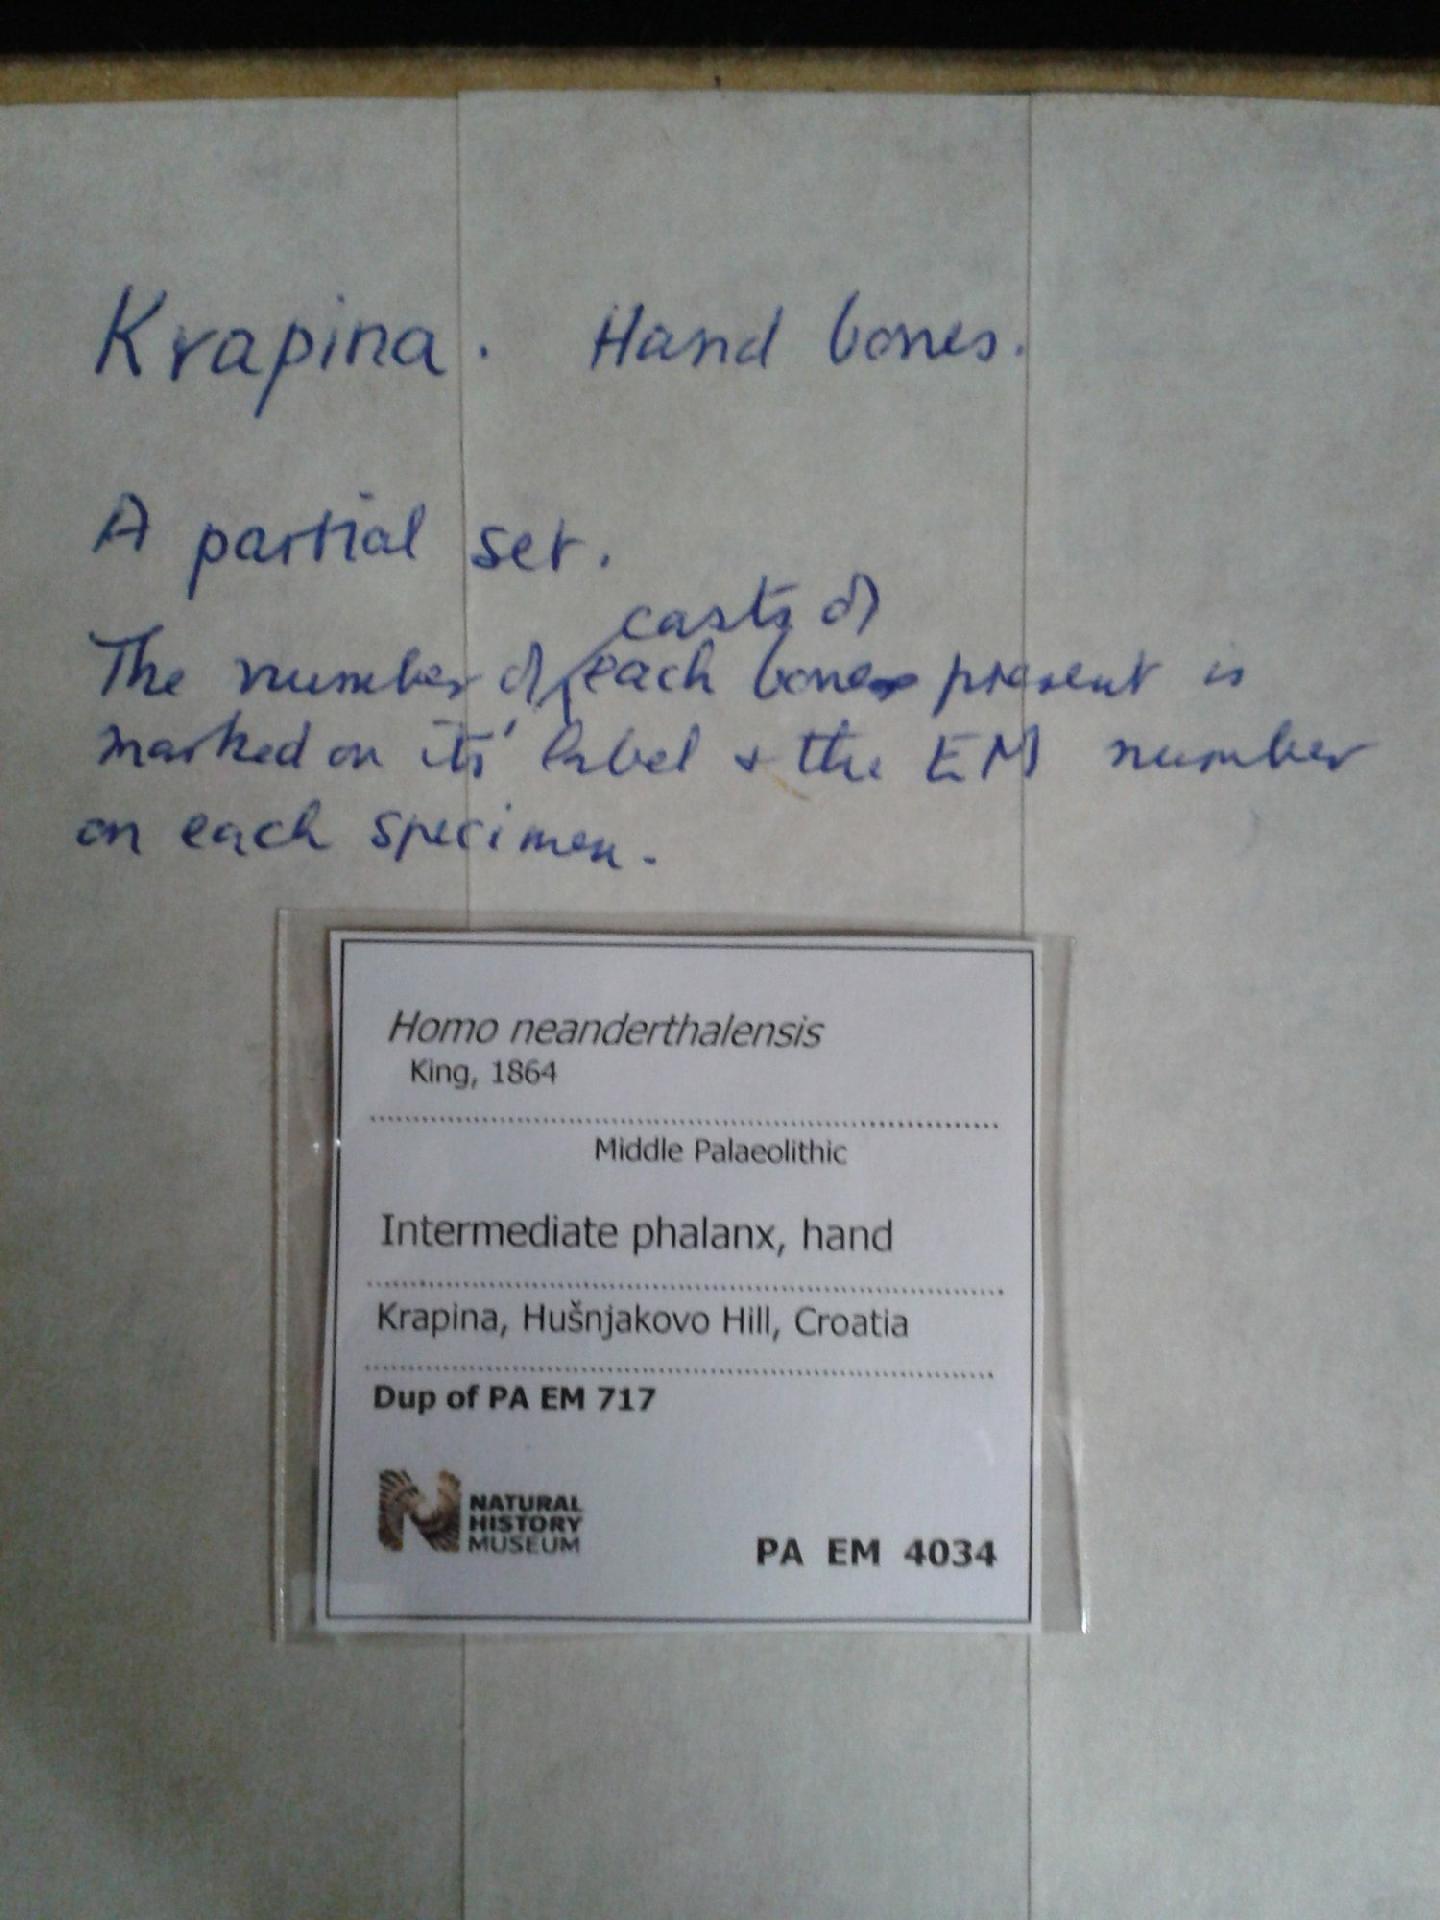 Krapina. Hand bones.
A partial set.
casts of
The number of each bone present is
marked on its' label & the EM number
on each specimen.
Homo neanderthalensis
King, 1864
Middle Palaeolithic
Intermediate phalanx, hand
Krapina, Hušnjakovo Hill, Croatia
Dup of PA EM 717
NATURAL
HISTORY
MUSEUM
PA EM 4034